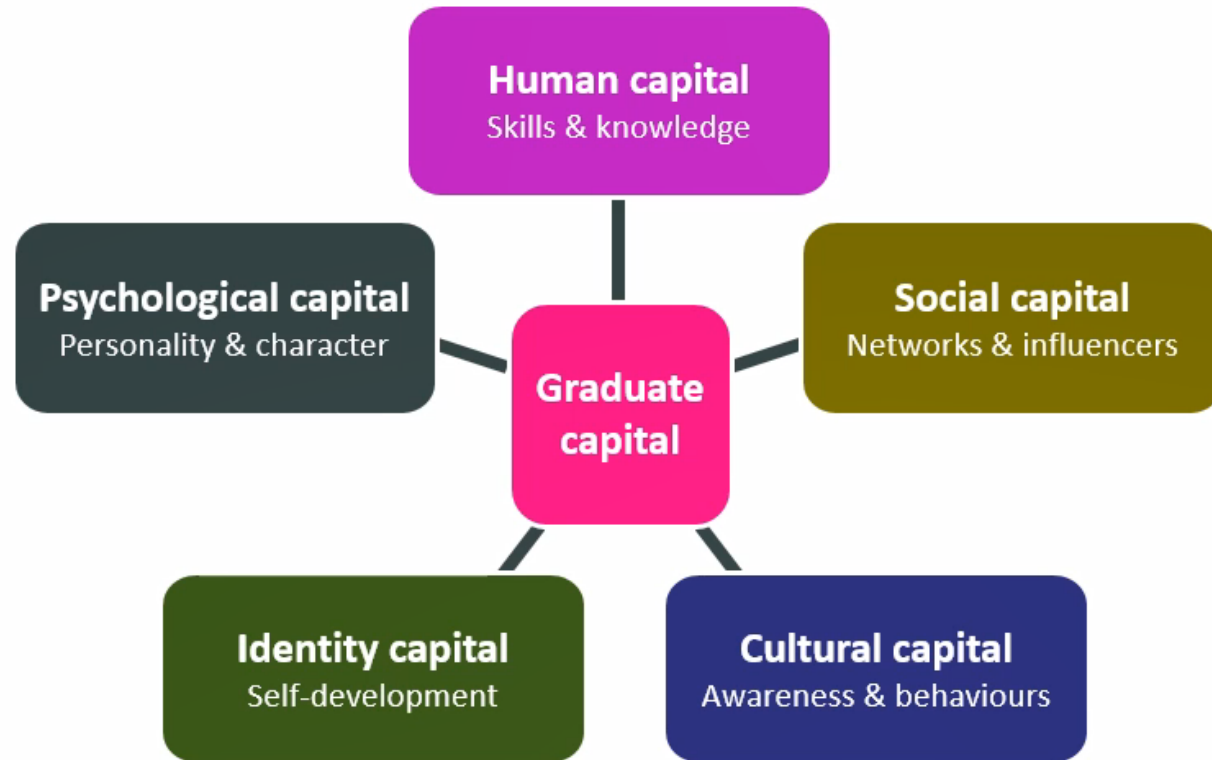 Human capital
Skills & knowledge
Psychological capital
Personality & character
Social capital
Networks & influencers
Graduate
capital
Identity capital
Self-development
Cultural capital
Awareness & behaviours